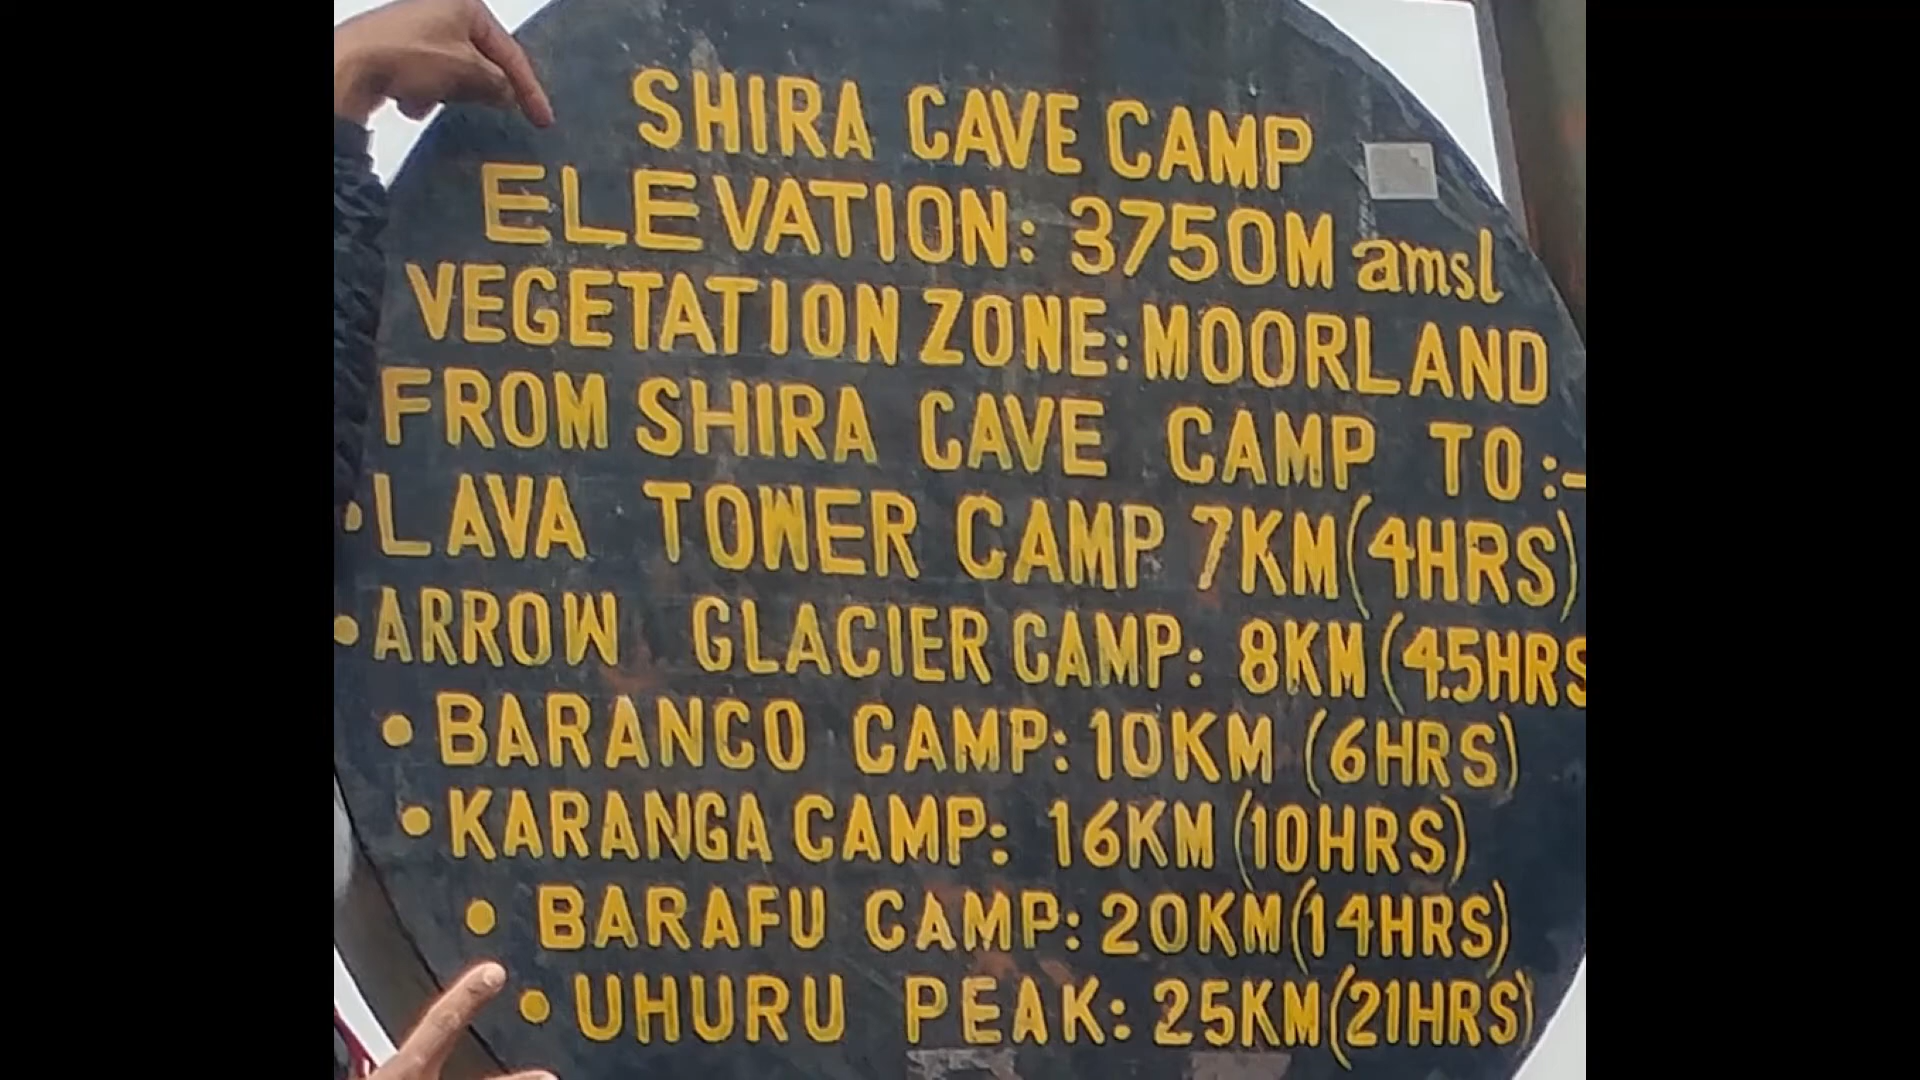 SHIRA CAVE CAMP
ELEVATION: 3750M amsl
VEGETATION ZONE: MOORLAND
FROM SHIRA CAVE CAMP TO:-
•LAVA TOWER CAMP 7KM (4HRS)
•ARROW GLACIER CAMP: 8KM (4.5HRS
•BARANCO CAMP: 10KM (6HRS)
•KARANGA CAMP: 16KM (10HRS)
•BARAFU CAMP: 20KM (14HRS)
•UHURU PEAK: 25KM (21HRS)